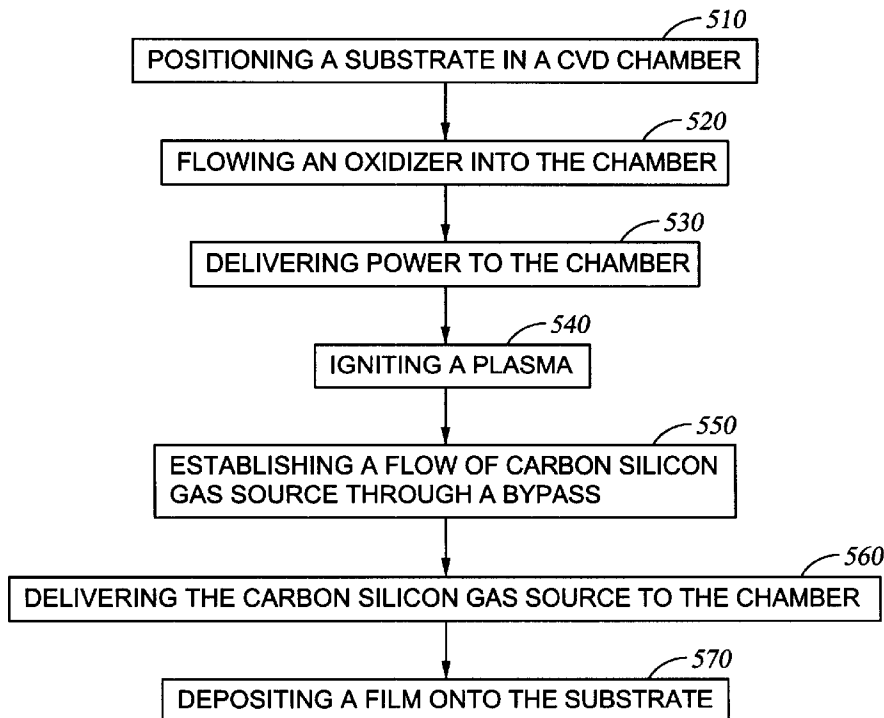 510
POSITIONING A SUBSTRATE IN A CVD CHAMBER
520
FLOWING AN OXIDIZER INTO THE CHAMBER
530
DELIVERING POWER TO THE CHAMBER
540
IGNITING A PLASMA
550
ESTABLISHING A FLOW OF CARBON SILICON
GAS SOURCE THROUGH A BYPASS
560
DELIVERING THE CARBON SILICON GAS SOURCE TO THE CHAMBER
570
DEPOSITING A FILM ONTO THE SUBSTRATE